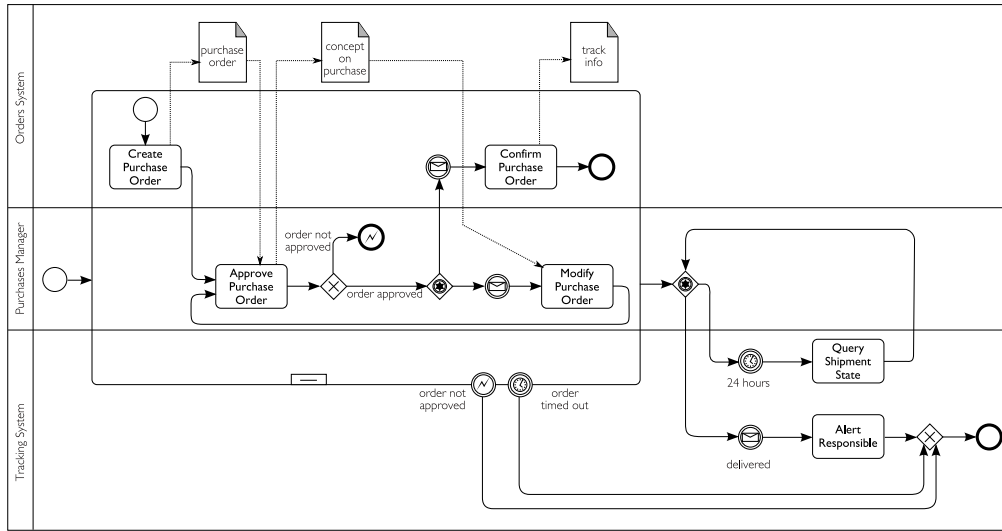 Orders System
purchase
order
concept
on
purchase
track
info
Create
Purchase
Order
Confirm
Purchase
Order
Purchases Manager
order not
approved
Approve
Purchase
Order
order approved
Modify
Purchase
Order
Tracking System
order not
approved
order
timed out
24 hours
Query
Shipment
State
delivered
Alert
Responsible